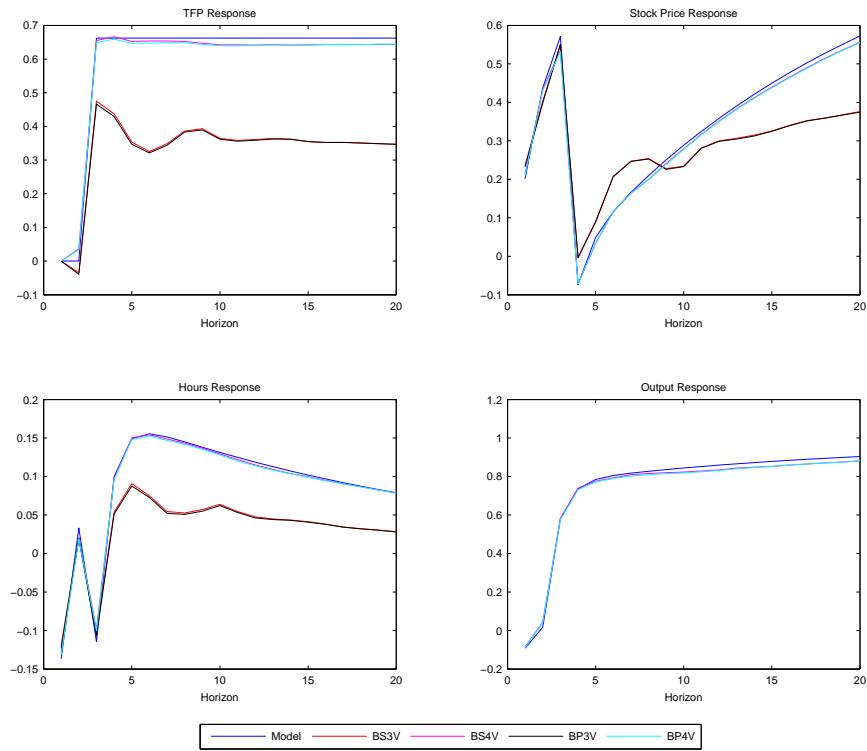 TFP Response
0.7
0.6
0.5
0.4
0.3
0.2
0.1
0
−0.1
0 5 10 15 20
Horizon
Stock Price Response
0.6
0.5
0.4
0.3
0.2
0.1
0
−0.1
0 5 10 15 20
Horizon
Hours Response
0.2
0.15
0.1
0.05
0
−0.05
−0.1
−0.15
0 5 10 15 20
Horizon
Output Response
1.2
1
0.8
0.6
0.4
0.2
0
−0.2
0 5 10 15 20
Horizon
Model BS3V BS4V BP3V BP4V